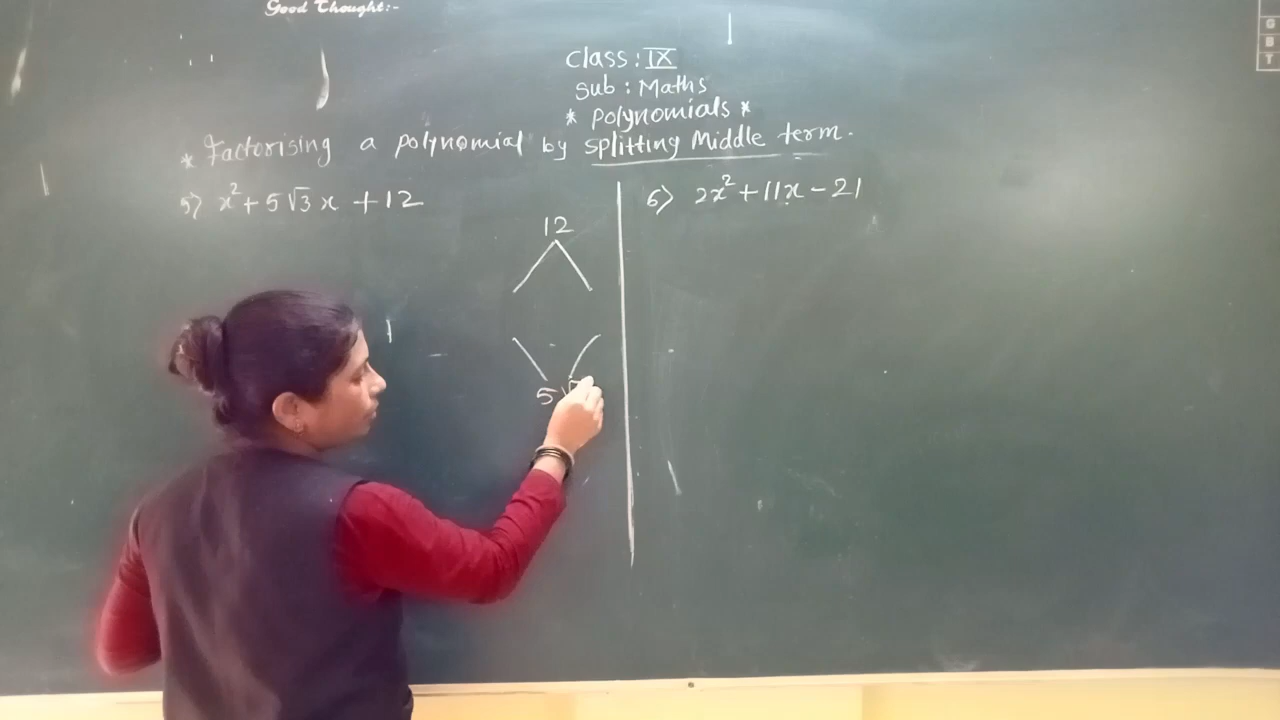 Good Thought:-
Class: IX
Sub: Maths
* Polynomials *
* Factorising a polynomial by splitting Middle term.
5) x² + 5√3 x + 12
12
5√
6) 2x² + 11x - 21
G
B
T